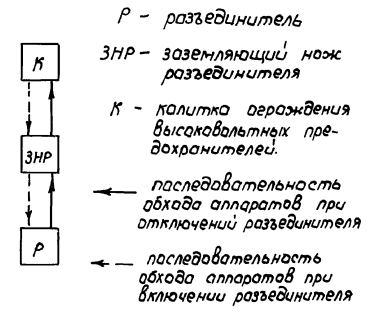 Р – разъединитель
ЗНР – заземляющий нож
разъединителя
К – калитка ограждения
высоковольтных пре-
дохранителей.
К
ЗНР
Р
последовательность
обхода аппаратов при
отключений разъединителя
последовательность
обхода аппаратов при
включении разъединителя